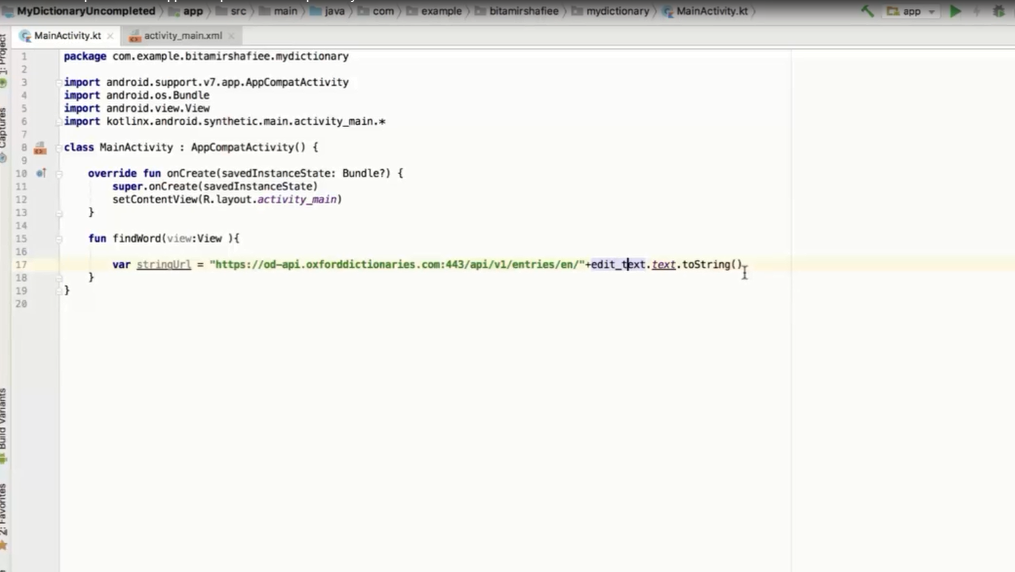 MyDictionaryUncompleted app src main java com example bitamirshafiee mydictionary MainActivity.kt app
MainActivity.kt activity_main.xml
1 package com.example.bitamirshafiee.mydictionary
2
3 import android.support.v7.app.AppCompatActivity
4 import android.os.Bundle
5 import android.view.View
6 import kotlinx.android.synthetic.main.activity_main.*
7
8 class MainActivity : AppCompatActivity() {
9
10 override fun onCreate(savedInstanceState: Bundle?) {
11 super.onCreate(savedInstanceState)
12 setContentView(R.layout.activity_main)
13 }
14
15 fun findWord(view:View ){
16
17 var stringUrl = "https://od-api.oxforddictionaries.com:443/api/v1/entries/en/"+edit_text.text.toString()
18 }
19 }
20
1: Project
Captures
Build Variants
2: Favorites